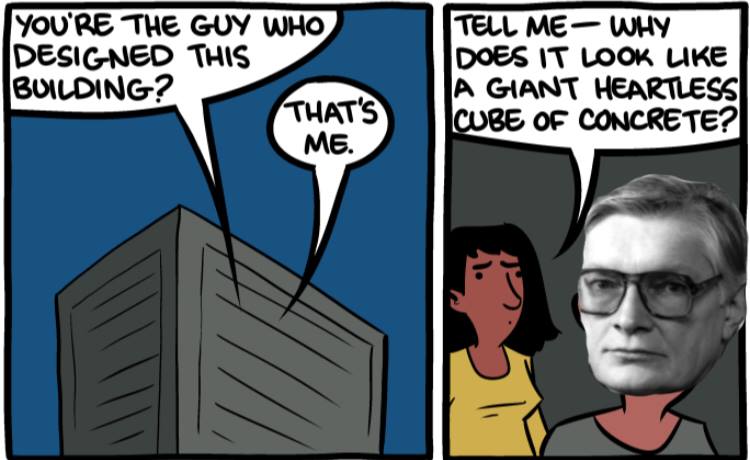 YOU'RE THE GUY WHO
DESIGNED THIS
BUILDING?
THAT'S
ME.
TELL ME— WHY
DOES IT LOOK LIKE
A GIANT HEARTLESS
CUBE OF CONCRETE?